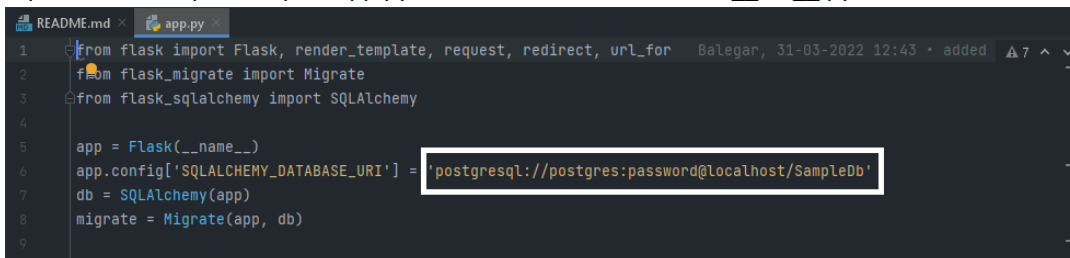 README.md × app.py ×
1 from flask import Flask, render_template, request, redirect, url_for Balegar, 31-03-2022 12:43 • added 7
2 from flask_migrate import Migrate
3 from flask_sqlalchemy import SQLAlchemy
4
5 app = Flask(__name__)
6 app.config['SQLALCHEMY_DATABASE_URI'] = 'postgresql://postgres:password@localhost/SampleDb'
7 db = SQLAlchemy(app)
8 migrate = Migrate(app, db)
9